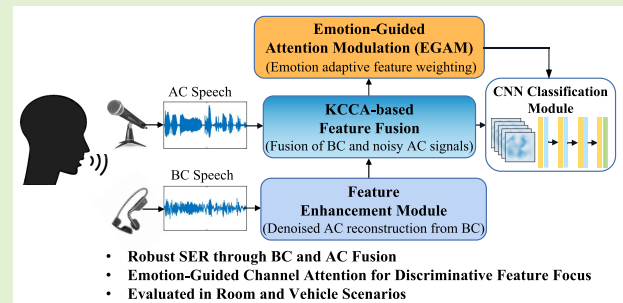 Emotion-Guided
Attention Modulation (EGAM)
(Emotion adaptive feature weighting)
AC Speech
CNN Classification
Module
KCCA-based
Feature Fusion
(Fusion of BC and noisy AC signals)
BC Speech
Feature
Enhancement Module
(Denoised AC reconstruction from BC)
• Robust SER through BC and AC Fusion
• Emotion-Guided Channel Attention for Discriminative Feature Focus
• Evaluated in Room and Vehicle Scenarios